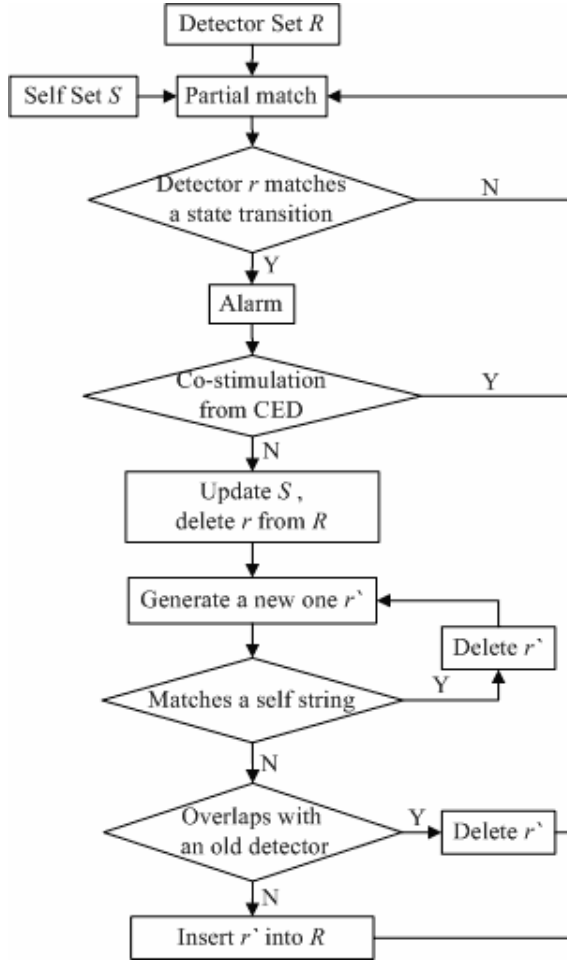 Detector Set R
Self Set S
Partial match
Detector r matches
a state transition
N
Y
Alarm
Co-stimulation
from CED
Y
N
Update S ,
delete r from R
Generate a new one r`
Delete r`
Matches a self string
Y
N
Overlaps with
an old detector
Y
Delete r`
N
Insert r` into R